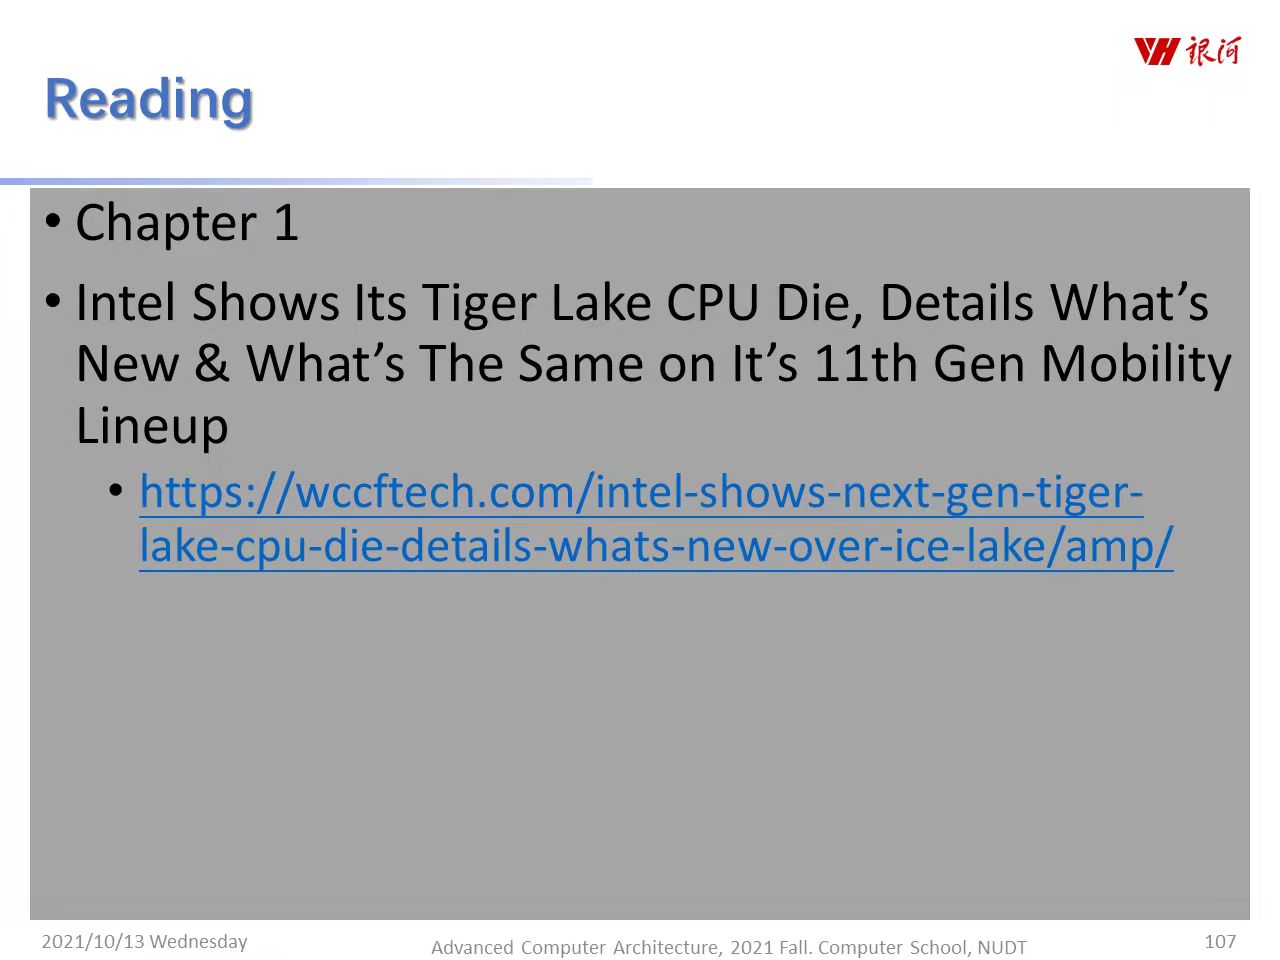 银河
Reading
• Chapter 1
• Intel Shows Its Tiger Lake CPU Die, Details What’s
New & What’s The Same on It’s 11th Gen Mobility
Lineup
• https://wccftech.com/intel-shows-next-gen-tiger-
lake-cpu-die-details-whats-new-over-ice-lake/amp/
2021/10/13 Wednesday
Advanced Computer Architecture, 2021 Fall. Computer School, NUDT
107